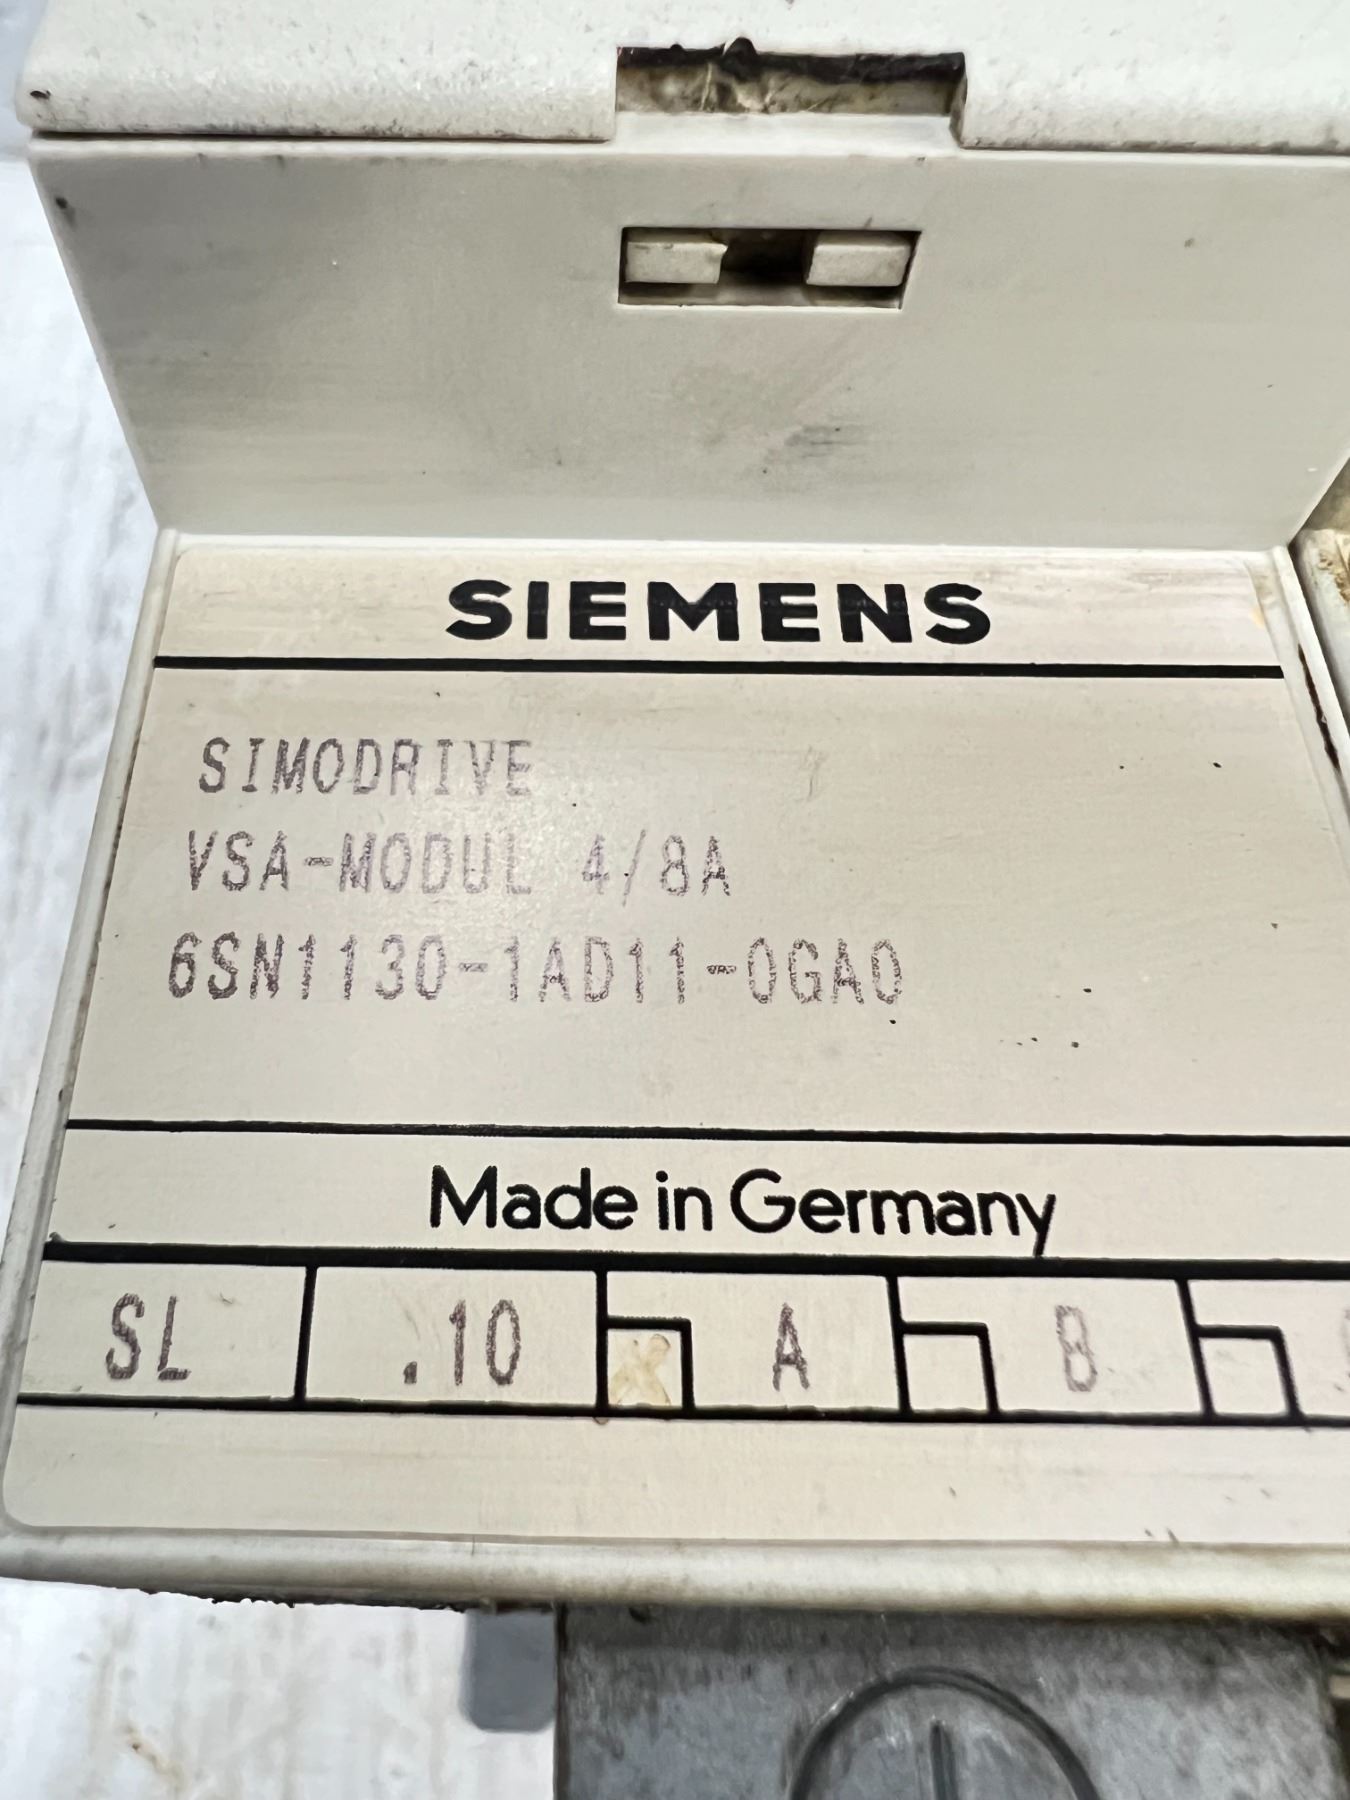 SIEMENS
SIMODRIVE
VSA-MODUL 4/8A
6SN1130-1AD11-0GA0
Made in Germany
SL .10 A B